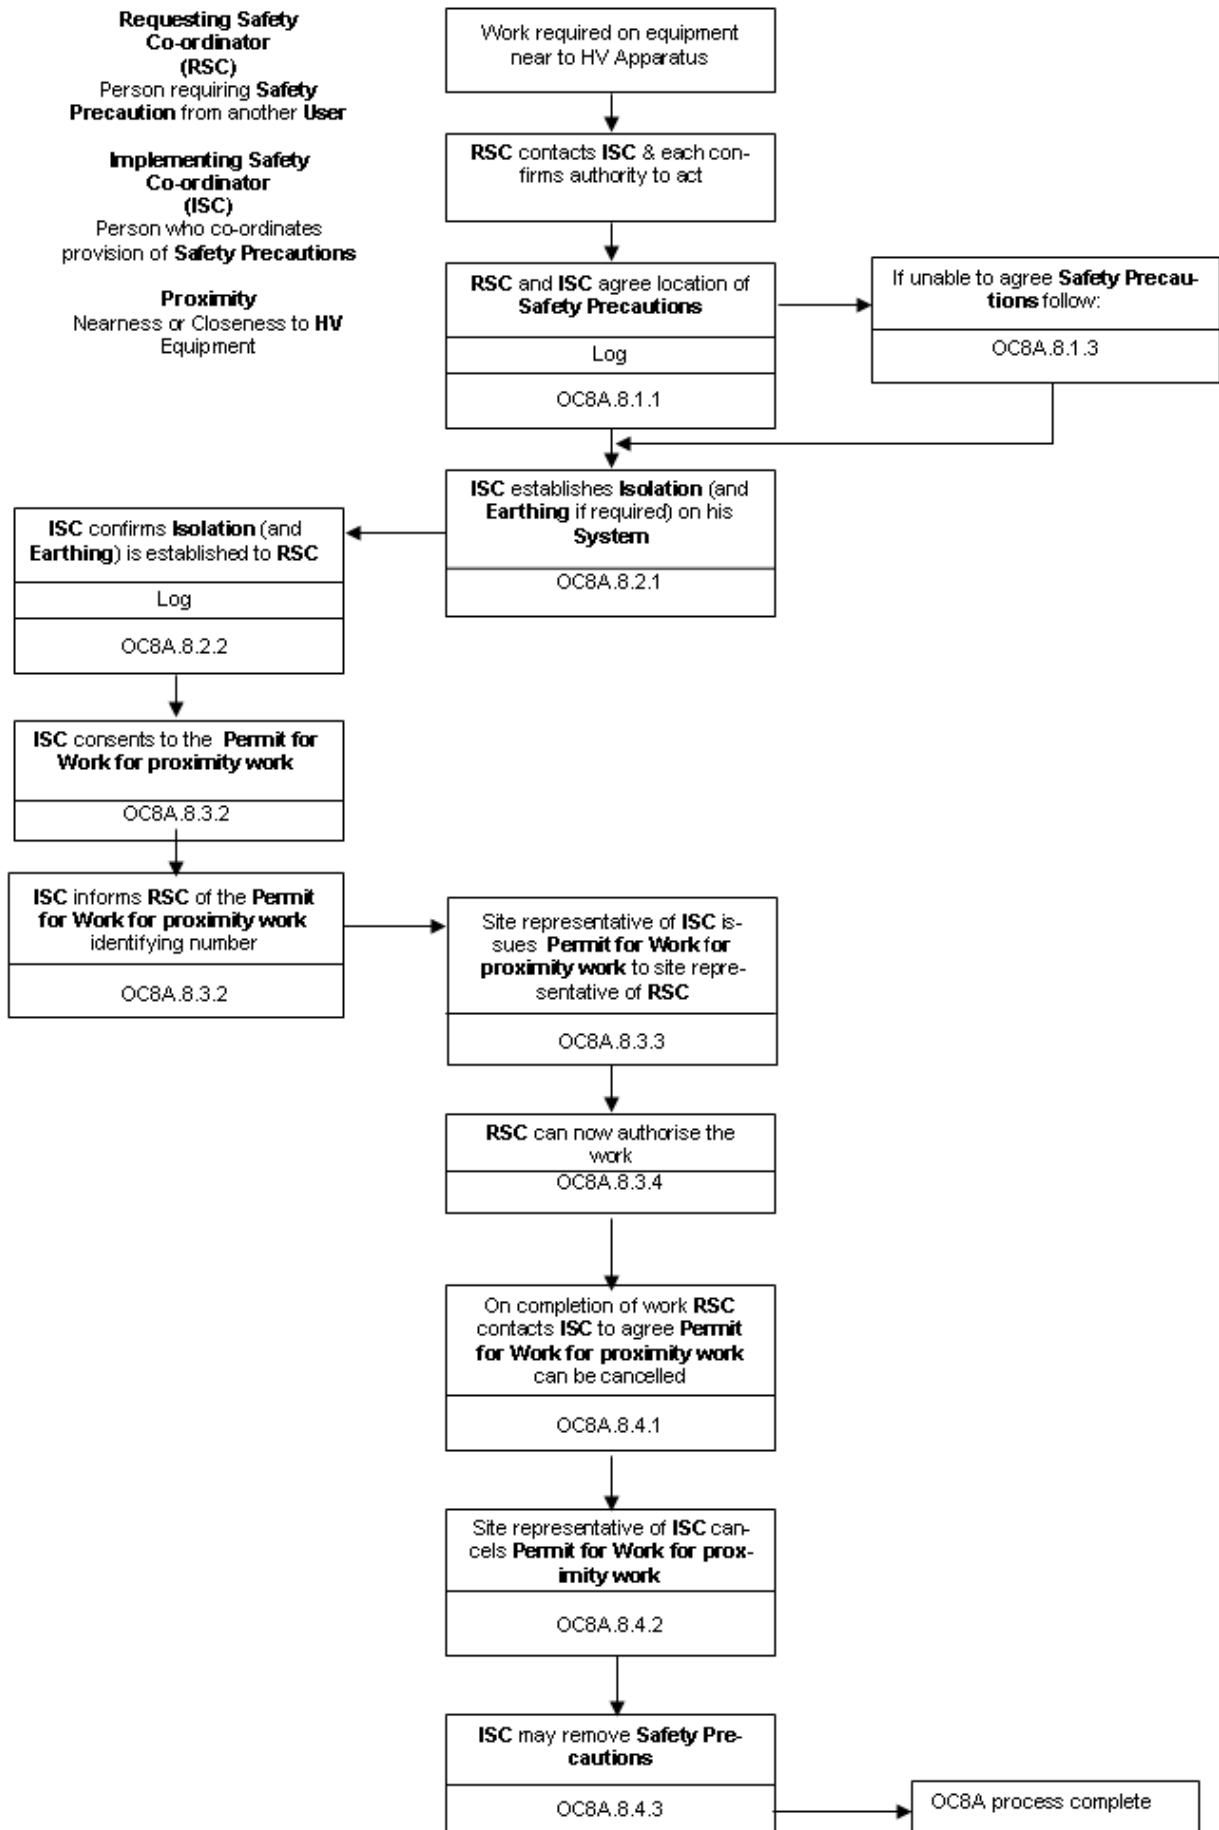 Requesting Safety
Co-ordinator
(RSC)
Person requiring Safety
Precaution from another User
Implementing Safety
Co-ordinator
(ISC)
Person who co-ordinates
provision of Safety Precautions
Proximity
Nearness or Closeness to HV
Equipment
Work required on equipment
near to HV Apparatus
RSC contacts ISC & each con-
firms authority to act
RSC and ISC agree location of
Safety Precautions
Log
OC8A.8.1.1
If unable to agree Safety Precau-
tions follow:
OC8A.8.1.3
ISC establishes Isolation (and
Earthing if required) on his
System
OC8A.8.2.1
ISC confirms Isolation (and
Earthing) is established to RSC
Log
OC8A.8.2.2
ISC consents to the Permit for
Work for proximity work
OC8A.8.3.2
ISC informs RSC of the Permit
for Work for proximity work
identifying number
OC8A.8.3.2
Site representative of ISC is-
sues Permit for Work for
proximity work to site repre-
sentative of RSC
OC8A.8.3.3
RSC can now authorise the
work
OC8A.8.3.4
On completion of work RSC
contacts ISC to agree Permit
for Work for proximity work
can be cancelled
OC8A.8.4.1
Site representative of ISC can-
cels Permit for Work for prox-
imity work
OC8A.8.4.2
ISC may remove Safety Pre-
cautions
OC8A.8.4.3
OC8A process complete